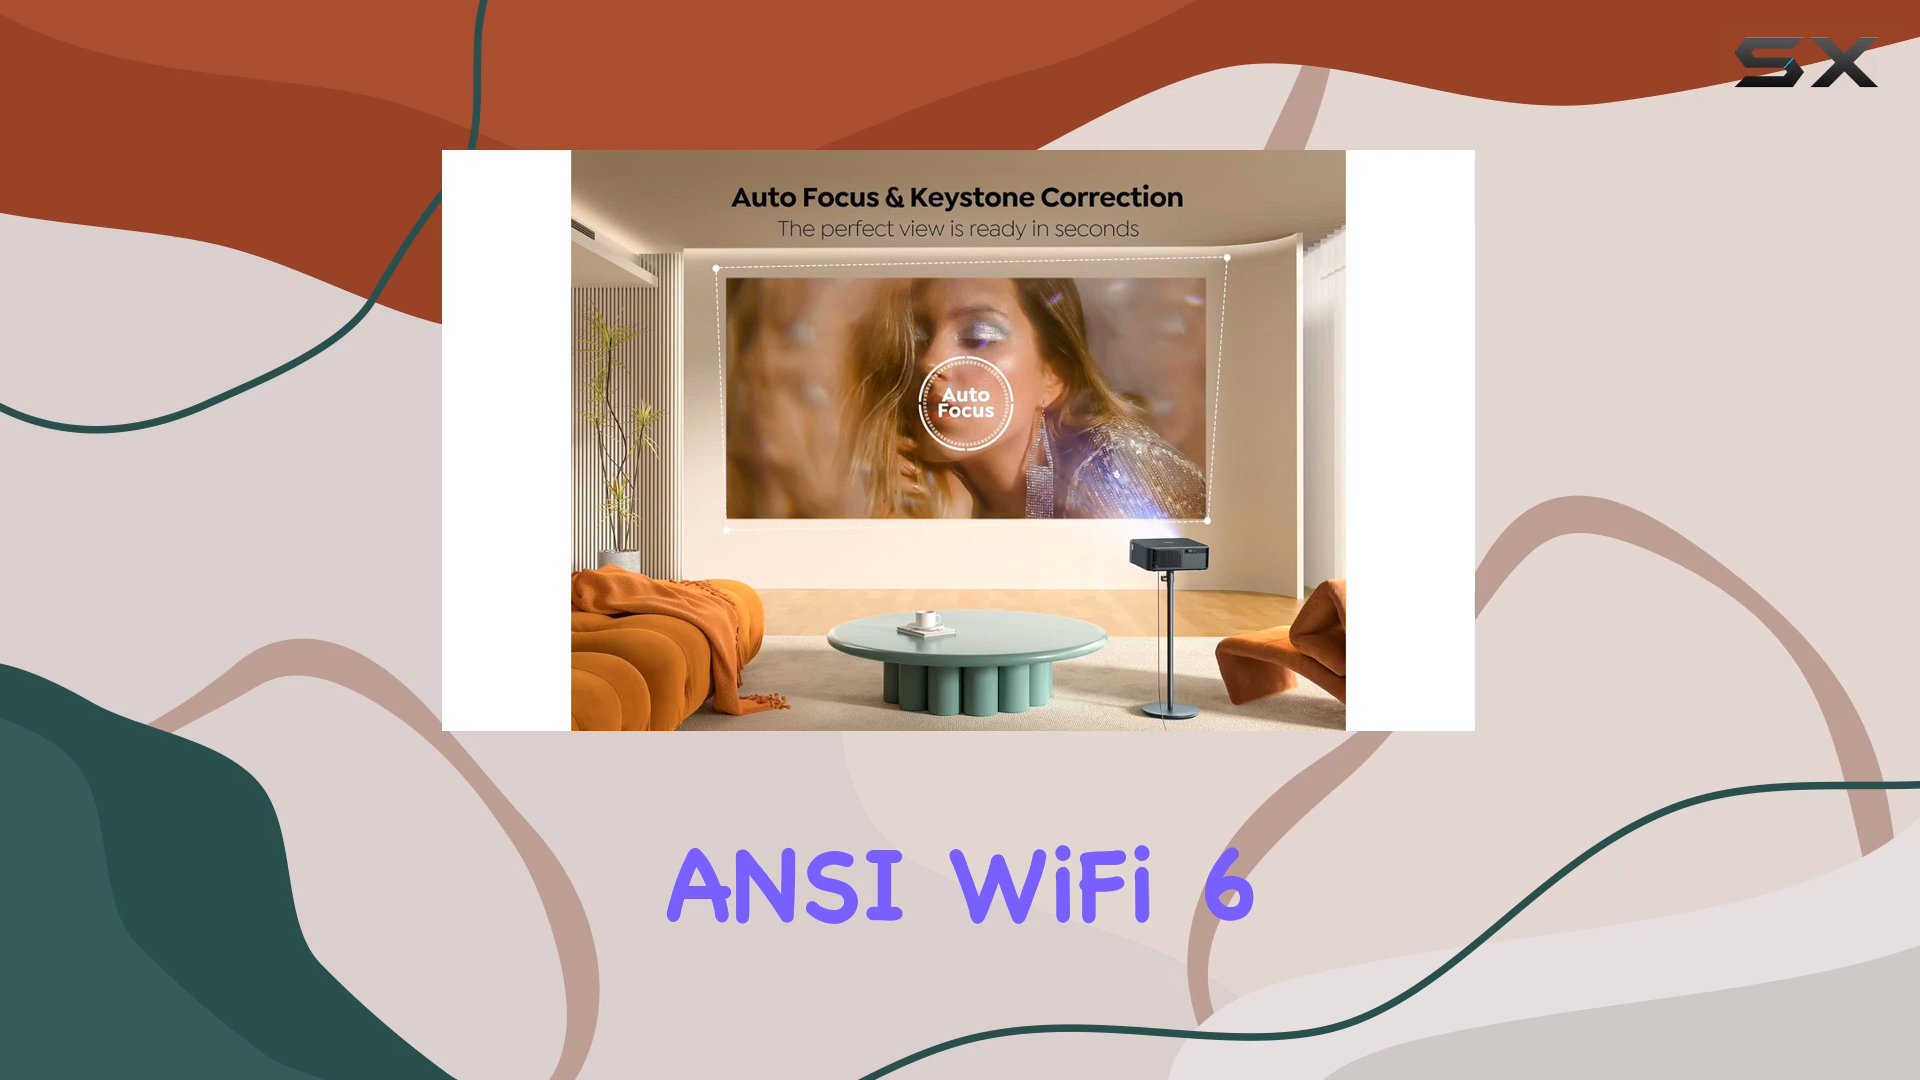 SX
Auto Focus & Keystone Correction
The perfect view is ready in seconds
Auto
Focus
ANSI WiFi 6